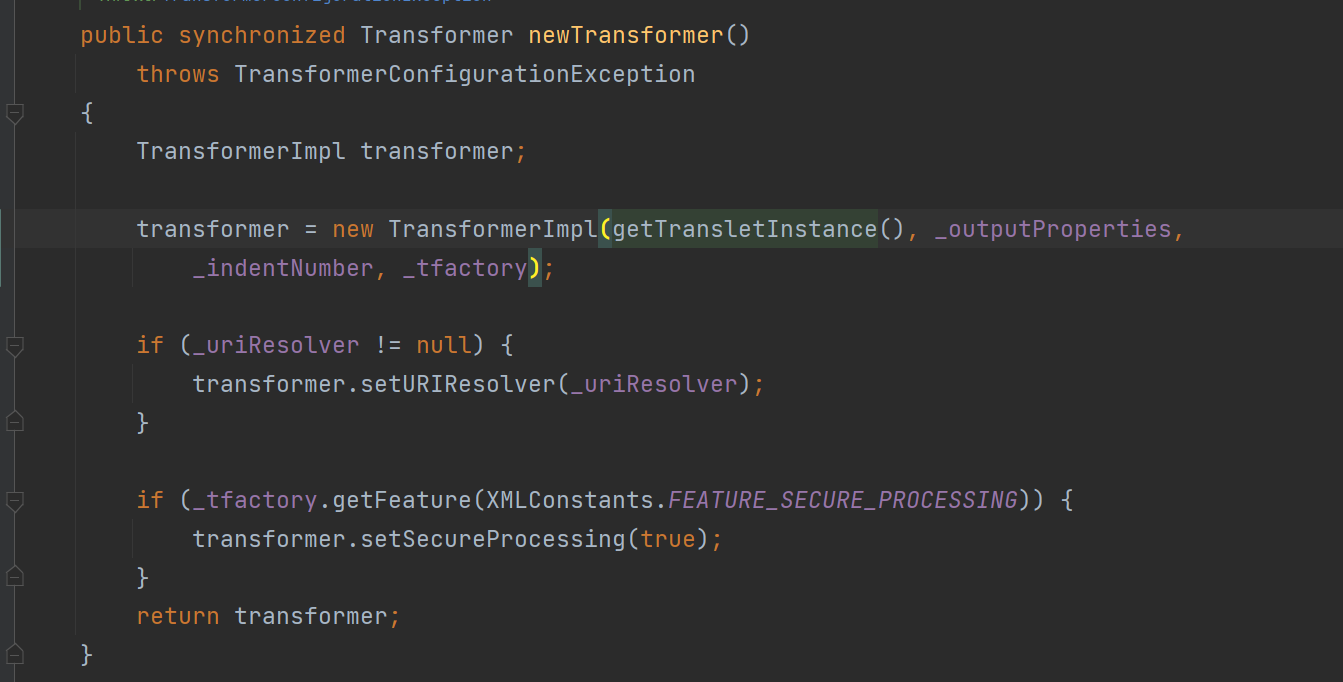 public synchronized Transformer newTransformer()
throws TransformerConfigurationException
{
TransformerImpl transformer;
transformer = new TransformerImpl(getTransletInstance(), _outputProperties,
_indentNumber, _tfactory);
if (_uriResolver != null) {
transformer.setURIResolver(_uriResolver);
}
if (_tfactory.getFeature(XMLConstants.FEATURE_SECURE_PROCESSING)) {
transformer.setSecureProcessing(true);
}
return transformer;
}